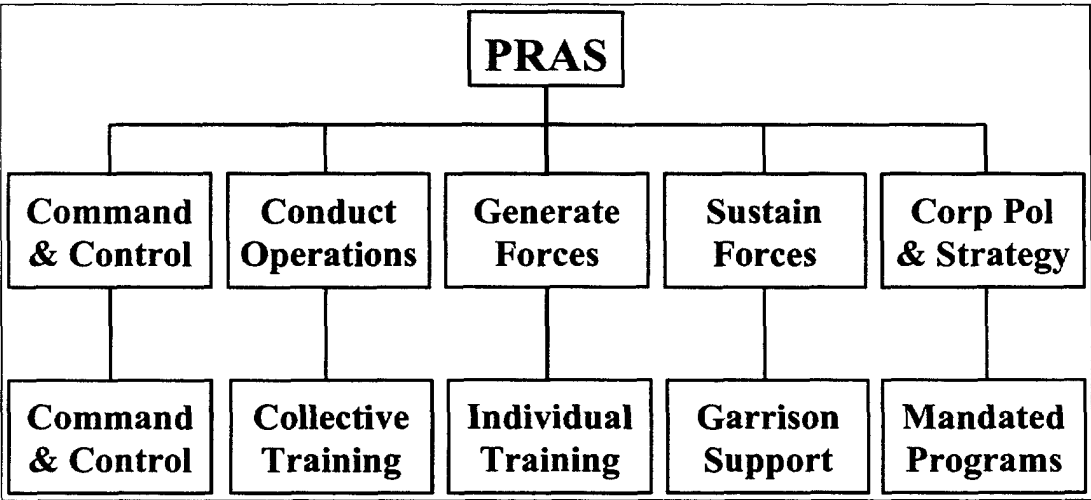 PRAS
Command
& Control
Conduct
Operations
Generate
Forces
Sustain
Forces
Corp Pol
& Strategy
Command
& Control
Collective
Training
Individual
Training
Garrison
Support
Mandated
Programs